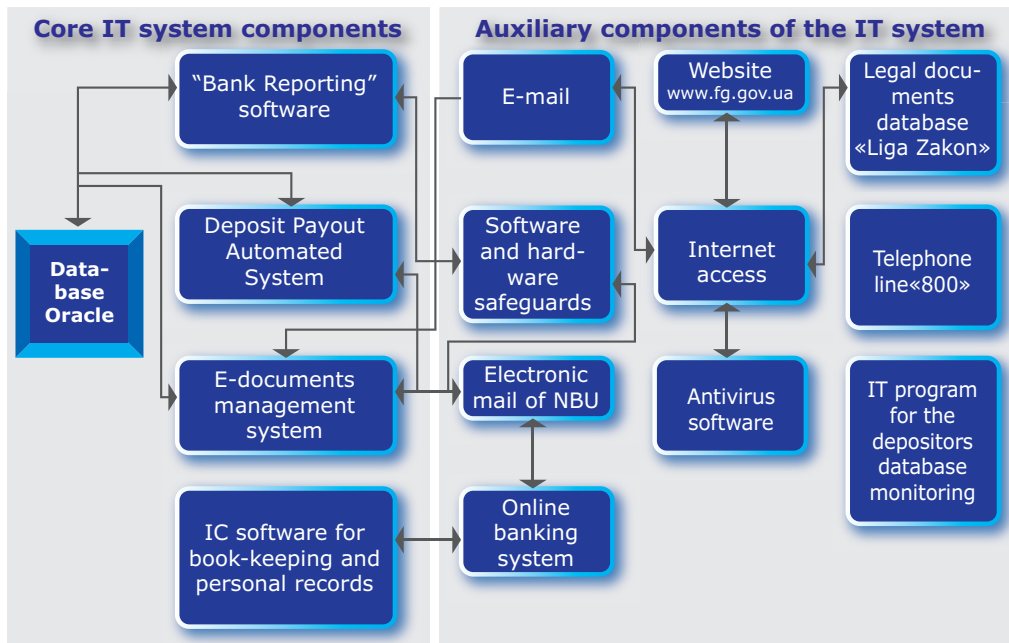 Core IT system components
Auxiliary components of the IT system
“Bank Reporting”
software
Deposit Payout
Automated
System
Data-
base
Oracle
E-documents
management
system
IC software for
book-keeping and
personal records
E-mail
Software
and hard-
ware
safeguards
Electronic
mail of NBU
Online
banking
system
Website
www.fg.gov.ua
Internet
access
Antivirus
software
Legal docu-
ments
database
«Liga Zakon»
Telephone
line«800»
IT program
for the
depositors
database
monitoring